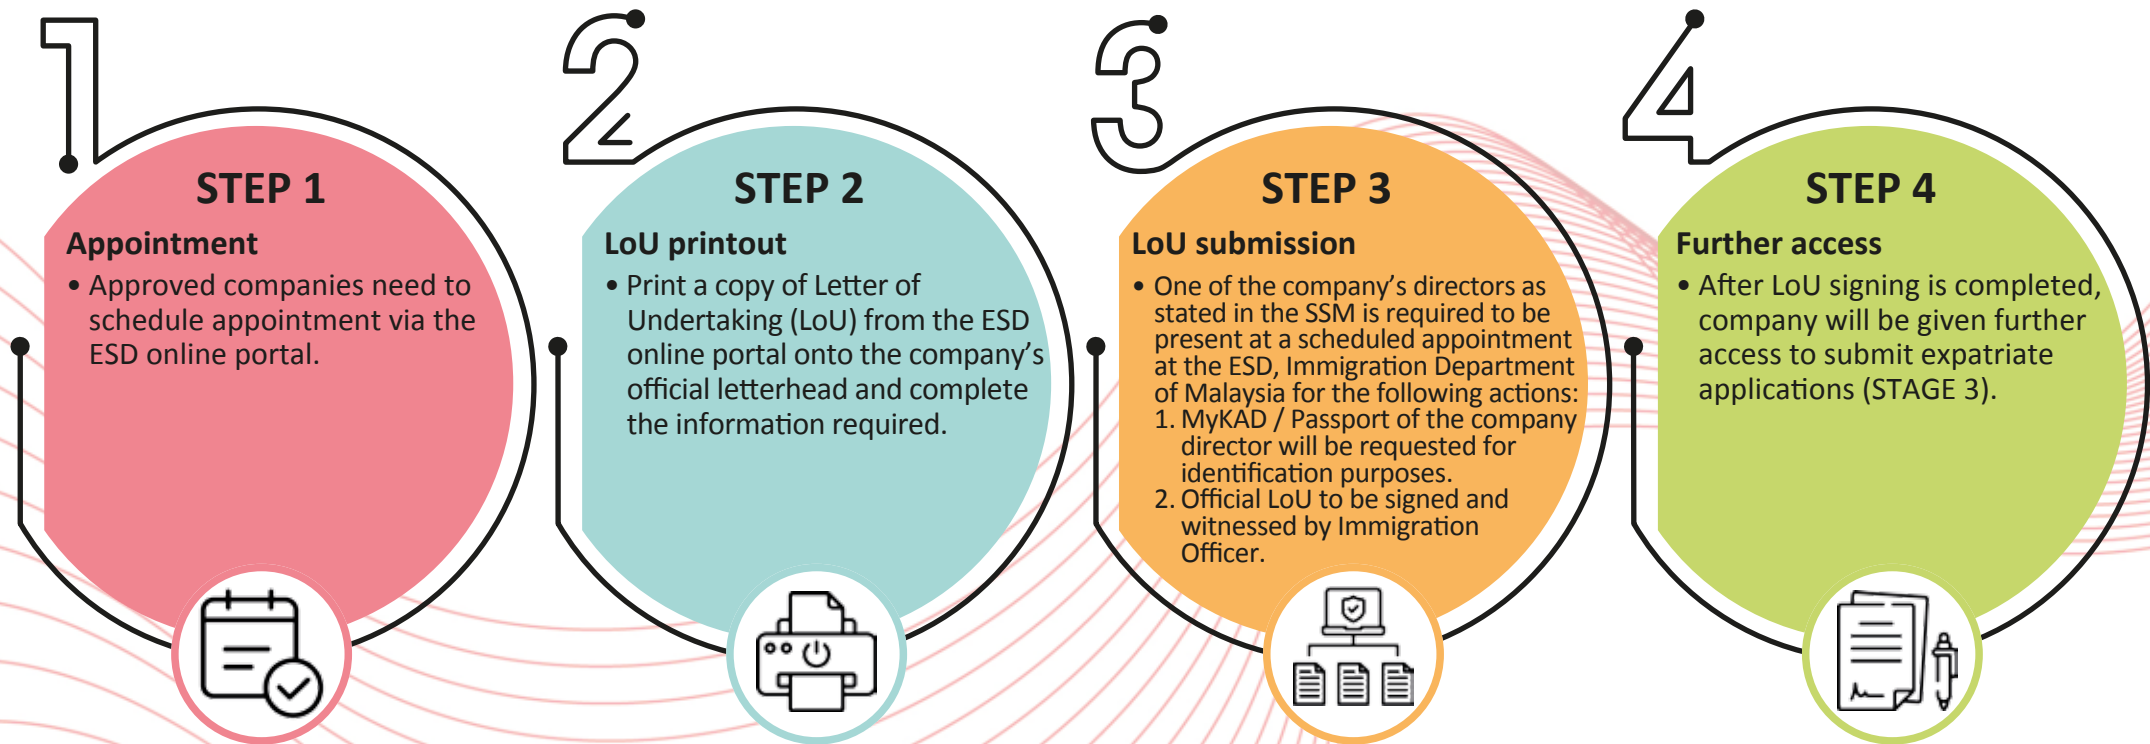 1
STEP 1
Appointment
• Approved companies need to
schedule appointment via the
ESD online portal.
2
STEP 2
LoU printout
• Print a copy of Letter of
Undertaking (LoU) from the ESD
online portal onto the company’s
official letterhead and complete
the information required.
3
STEP 3
LoU submission
• One of the company’s directors as
stated in the SSM is required to be
present at a scheduled appointment
at the ESD, Immigration Department
of Malaysia for the following actions:
1. MyKAD / Passport of the company
director will be requested for
identification purposes.
2. Official LoU to be signed and
witnessed by Immigration
Officer.
4
STEP 4
Further access
• After LoU signing is completed,
company will be given further
access to submit expatriate
applications (STAGE 3).